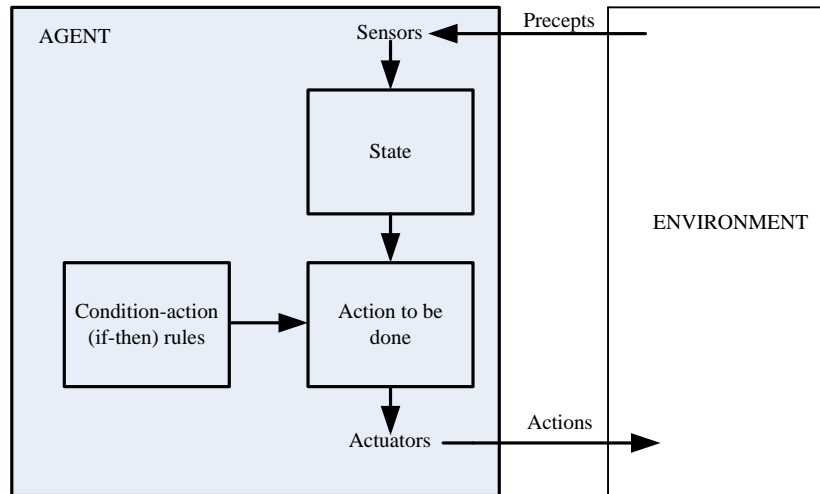 AGENT
Sensors
Precepts
State
ENVIRONMENT
Condition-action
(if-then) rules
Action to be
done
Actuators
Actions